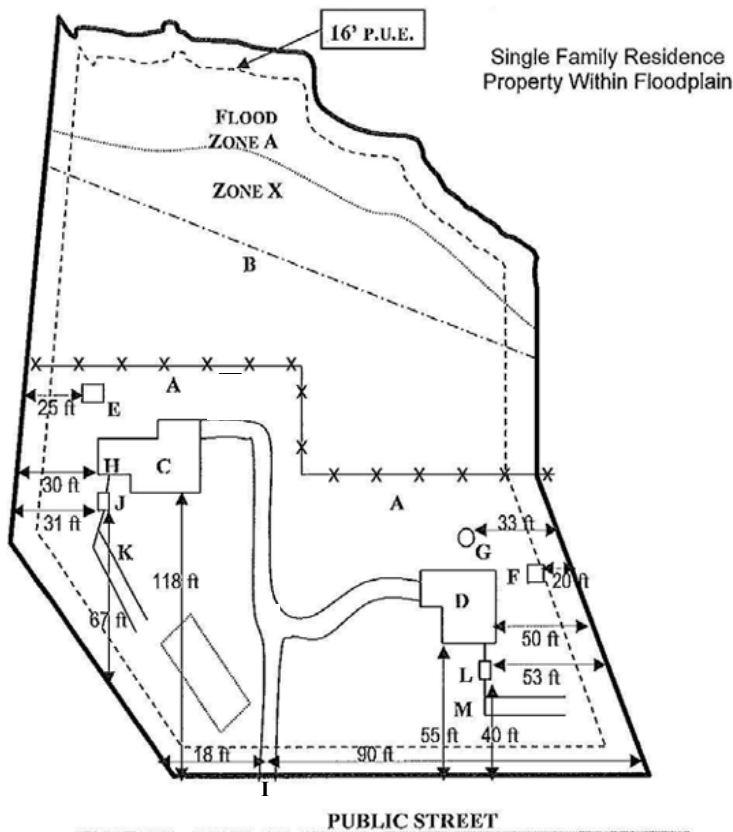 16' P.U.E.
Single Family Residence
Property Within Floodplain
FLOOD
ZONE A
ZONE X
B
A
25 ft
E
H
C
30 ft
J
A
31 ft
33 ft
G
K
118 ft
F
20 ft
D
67 ft
50 ft
L
53 ft
M
55 ft
40 ft
18 ft
90 ft
I
PUBLIC STREET